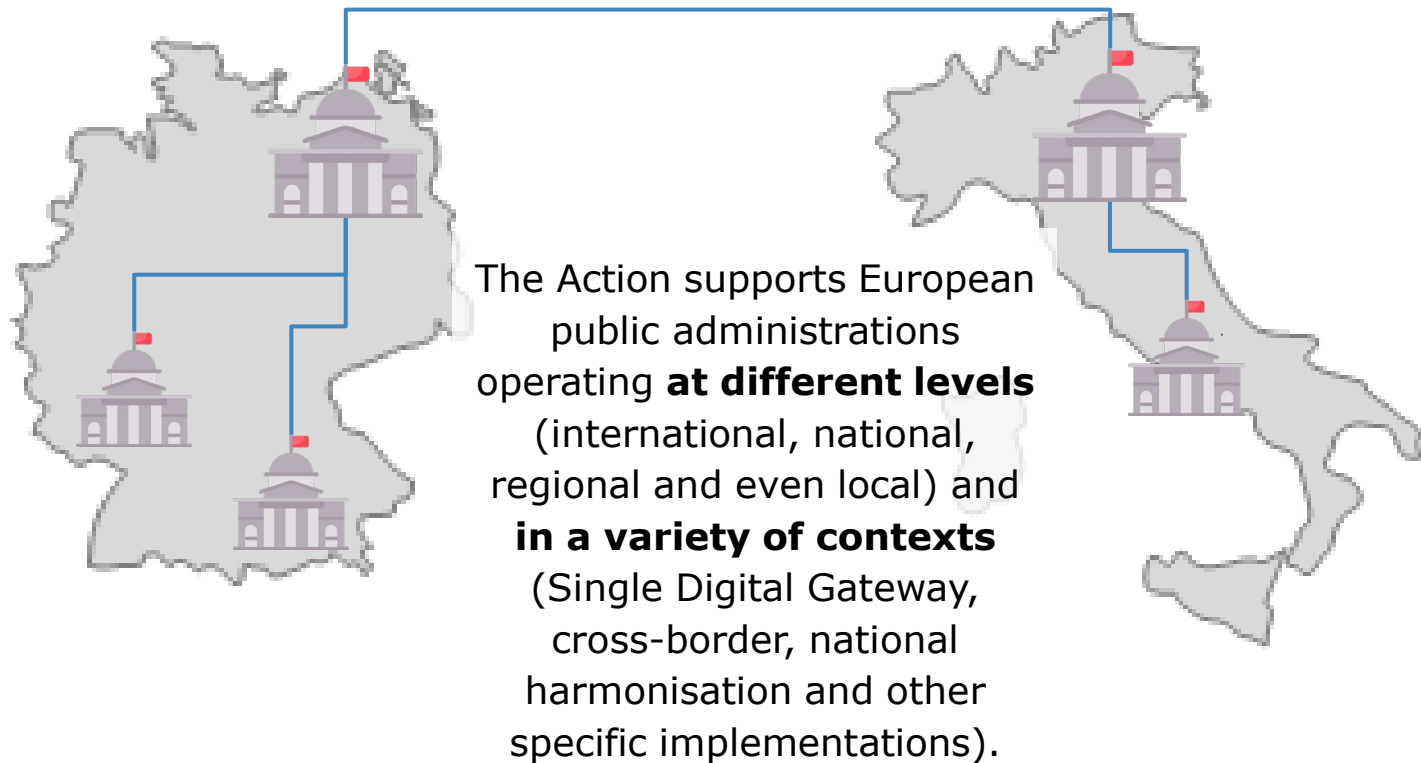 The Action supports European
public administrations
operating at different levels
(international, national,
regional and even local) and
in a variety of contexts
(Single Digital Gateway,
cross-border, national
harmonisation and other
specific implementations).